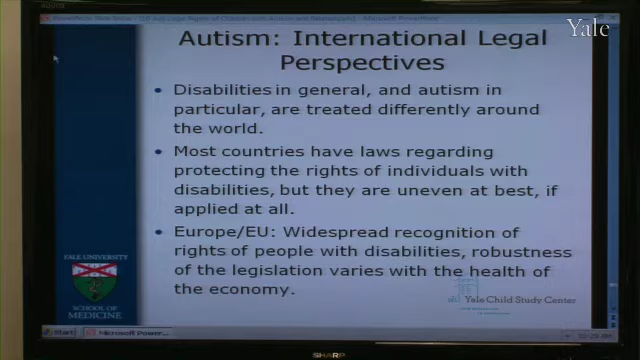 Yale
Autism: International Legal
Perspectives
• Disabilities in general, and autism in
particular, are treated differently around
the world.
• Most countries have laws regarding
protecting the rights of individuals with
disabilities, but they are uneven at best, if
applied at all.
• Europe/EU: Widespread recognition of
rights of people with disabilities, robustness
of the legislation varies with the health of
the economy.
YALE UNIVERSITY
SCHOOL OF
MEDICINE
Yale Child Study Center
Start
Microsoft Power...
SHARP